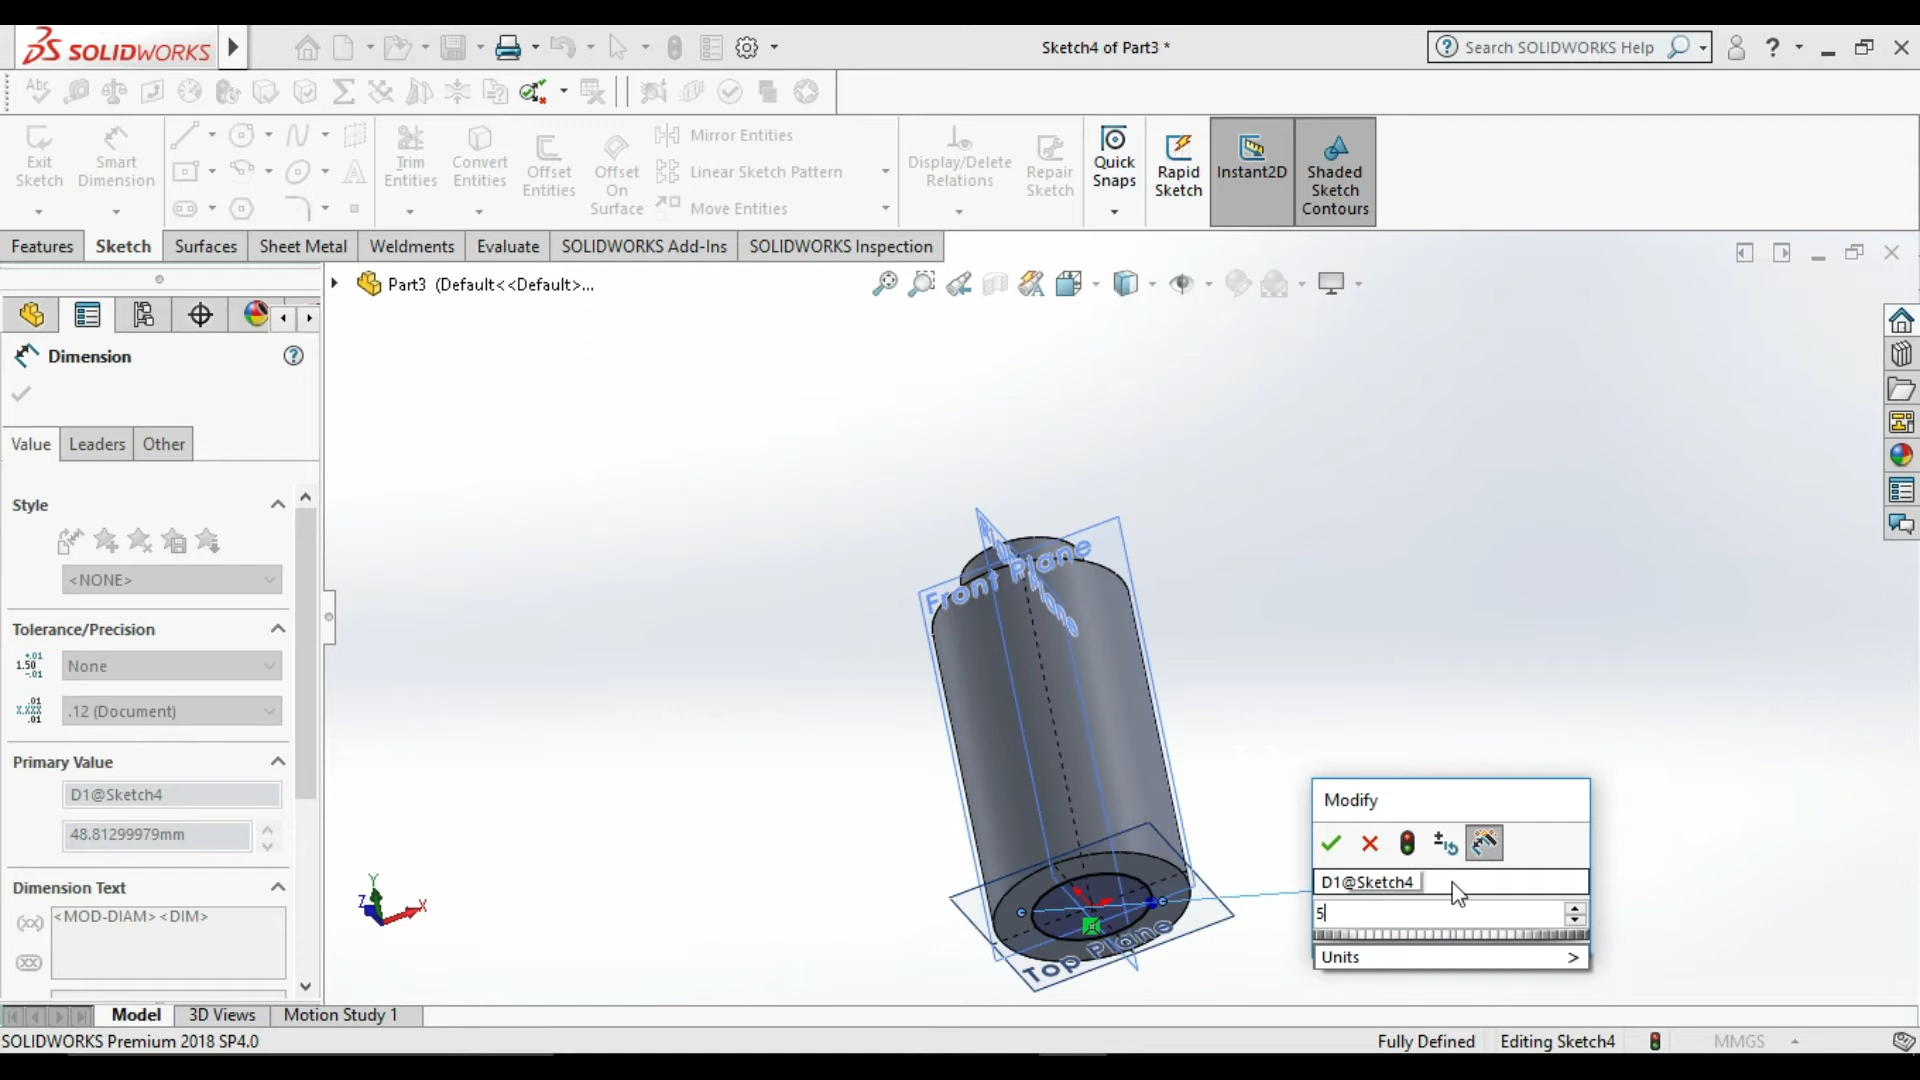 SOLIDWORKS
Sketch4 of Part3 *
Search SOLIDWORKS Help
Exit Sketch
Smart Dimension
Trim Entities
Convert Entities
Offset Entities
Offset On Surface
Mirror Entities
Linear Sketch Pattern
Move Entities
Display/Delete Relations
Repair Sketch
Quick Snaps
Rapid Sketch
Instant2D
Shaded Sketch Contours
Features
Sketch
Surfaces
Sheet Metal
Weldments
Evaluate
SOLIDWORKS Add-Ins
SOLIDWORKS Inspection
Part3 (Default<<Default>...
Dimension
Value
Leaders
Other
Style
<NONE>
Tolerance/Precision
None
.12 (Document)
Primary Value
D1@Sketch4
48.81299979mm
Dimension Text
<MOD-DIAM><DIM>
Front Plane
Top Plane
Y
Z
X
Modify
D1@Sketch4
5
Units >
Model
3D Views
Motion Study 1
SOLIDWORKS Premium 2018 SP4.0
Fully Defined
Editing Sketch4
MMGS